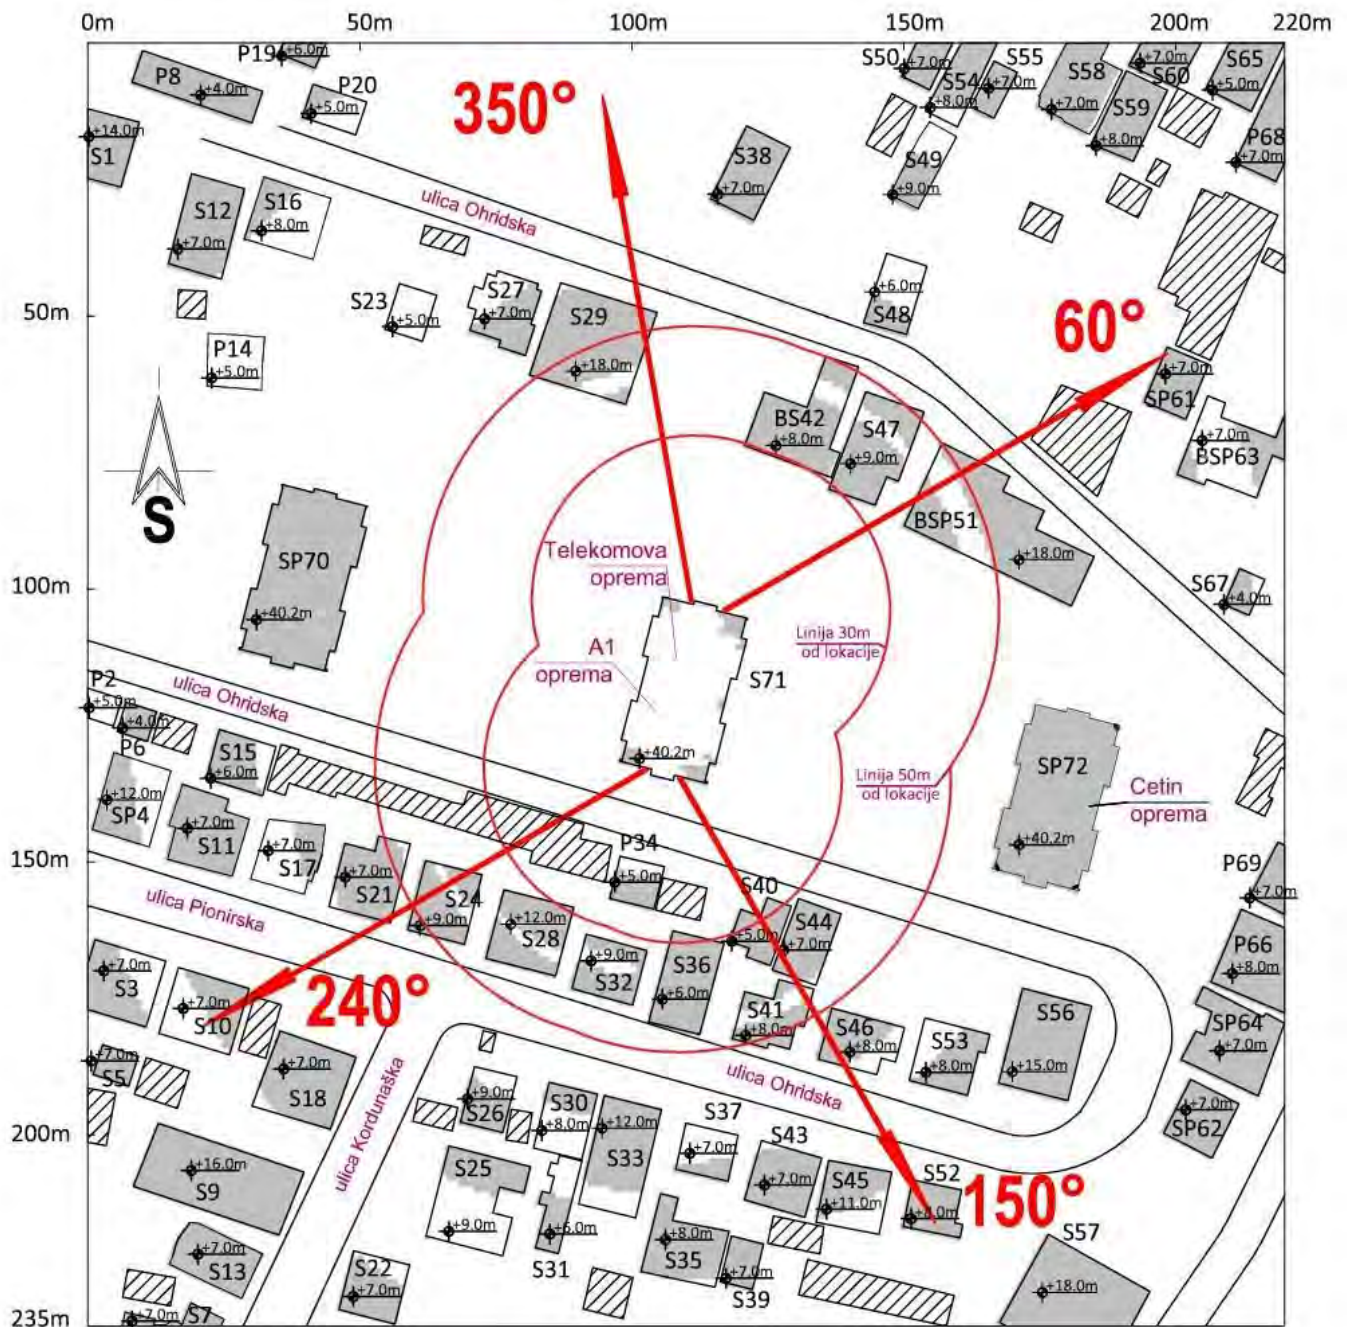 0m 50m 100m 150m 200m 220m
P19 +6.0m
P8 +4.0m
P20 +5.0m
350°
S50 +7.0m
S54 +8.0m
S55 +7.0m
S58 +7.0m
S60 +7.0m
S65 +5.0m
S59 +8.0m
P68 +7.0m
+14.0m S1
S38 +7.0m
S49 +9.0m
S12 +7.0m
S16 +8.0m
ulica Ohridska
S23 +5.0m
S27 +7.0m
S29 +18.0m
+6.0m S48
50m
60°
P14 +5.0m
+7.0m SP61
BS42 +8.0m
S47 +9.0m
+7.0m BSP63
S
BSP51 +18.0m
SP70 +40.2m
Telekomova
oprema
100m
S67 +4.0m
A1
oprema
Linija 30m
od lokacije
S71 +40.2m
P2 +5.0m
ulica Ohridska
+4.0m P6
S15 +6.0m
SP72 +40.2m
Linija 50m
od lokacije
Cetin
oprema
+12.0m SP4
+7.0m S11
+7.0m S17
+7.0m S21
150m
P34 +5.0m
S24 +9.0m
+12.0m S28
S40 +5.0m
S44 +7.0m
P69 +7.0m
ulica Pionirska
+9.0m S32
S36 +6.0m
P66 +8.0m
+7.0m S3
+7.0m S10
240°
S41 +8.0m
S46 +8.0m
S53 +8.0m
S56 +15.0m
SP64 +7.0m
+7.0m S5
+7.0m S18
ulica Ohridska
ulica Kordunaška
+9.0m S26
S30 +8.0m
+12.0m S33
S37 +7.0m
+7.0m SP62
200m
S43 +7.0m
S45 +11.0m
S52
150°
+16.0m S9
S25 +9.0m
+6.0m S31
+8.0m S35
+7.0m S39
S57 +18.0m
+7.0m S13
S22 +7.0m
+7.0m S7
235m